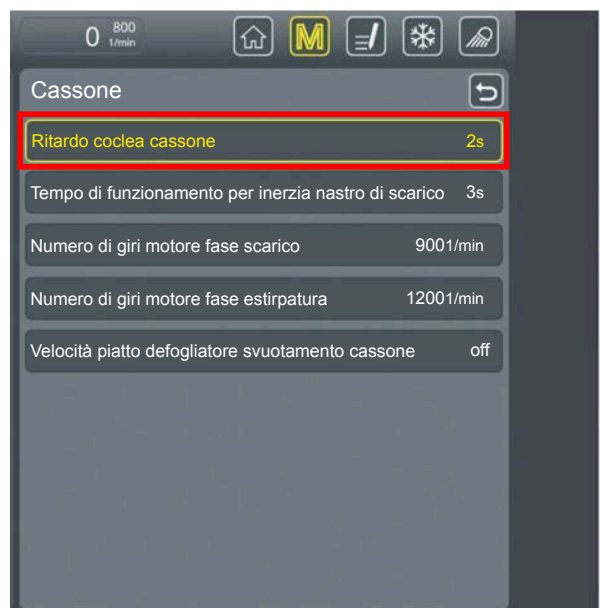 0 800 1/min
M
Cassone
Ritardo coclea cassone 2s
Tempo di funzionamento per inerzia nastro di scarico 3s
Numero di giri motore fase scarico 9001/min
Numero di giri motore fase estirpatura 12001/min
Velocità piatto defogliatore svuotamento cassone off